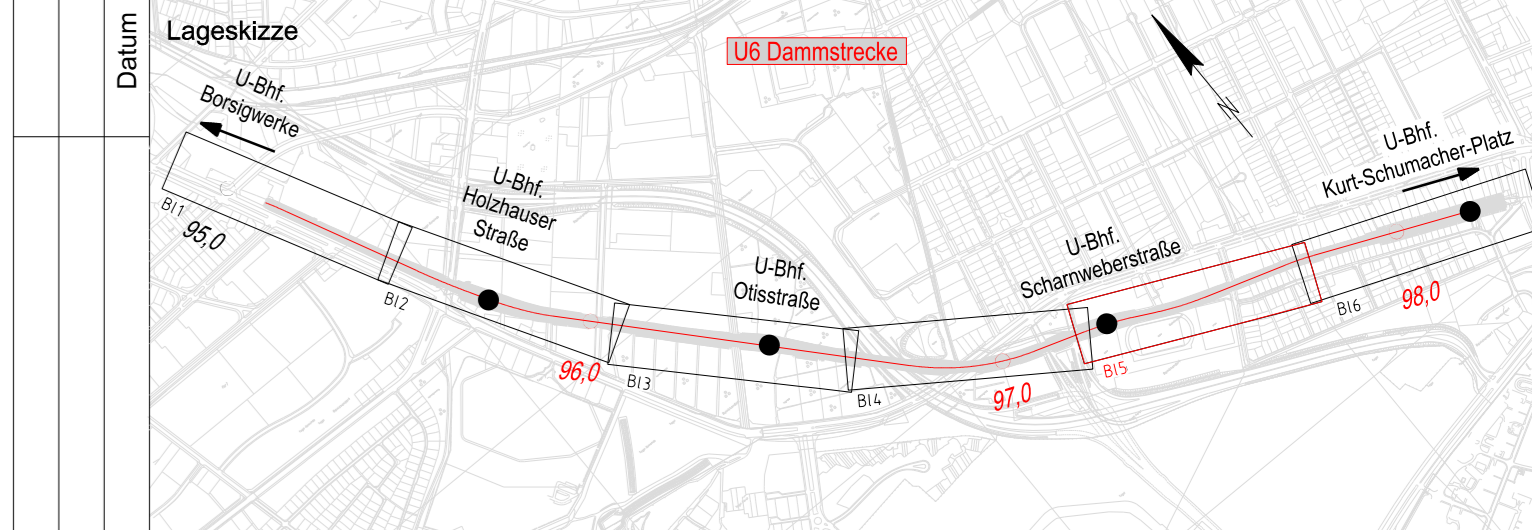 Datum
Lageskizze
U6 Dammstrecke
U-Bhf.
Borsigwerke
U-Bhf.
Holzhauser
Straße
U-Bhf.
Otisstraße
U-Bhf.
Scharnweberstraße
U-Bhf.
Kurt-Schumacher-Platz
N
Bl1
95,0
Bl2
96,0
Bl3
Bl4
97,0
Bl5
Bl6
98,0